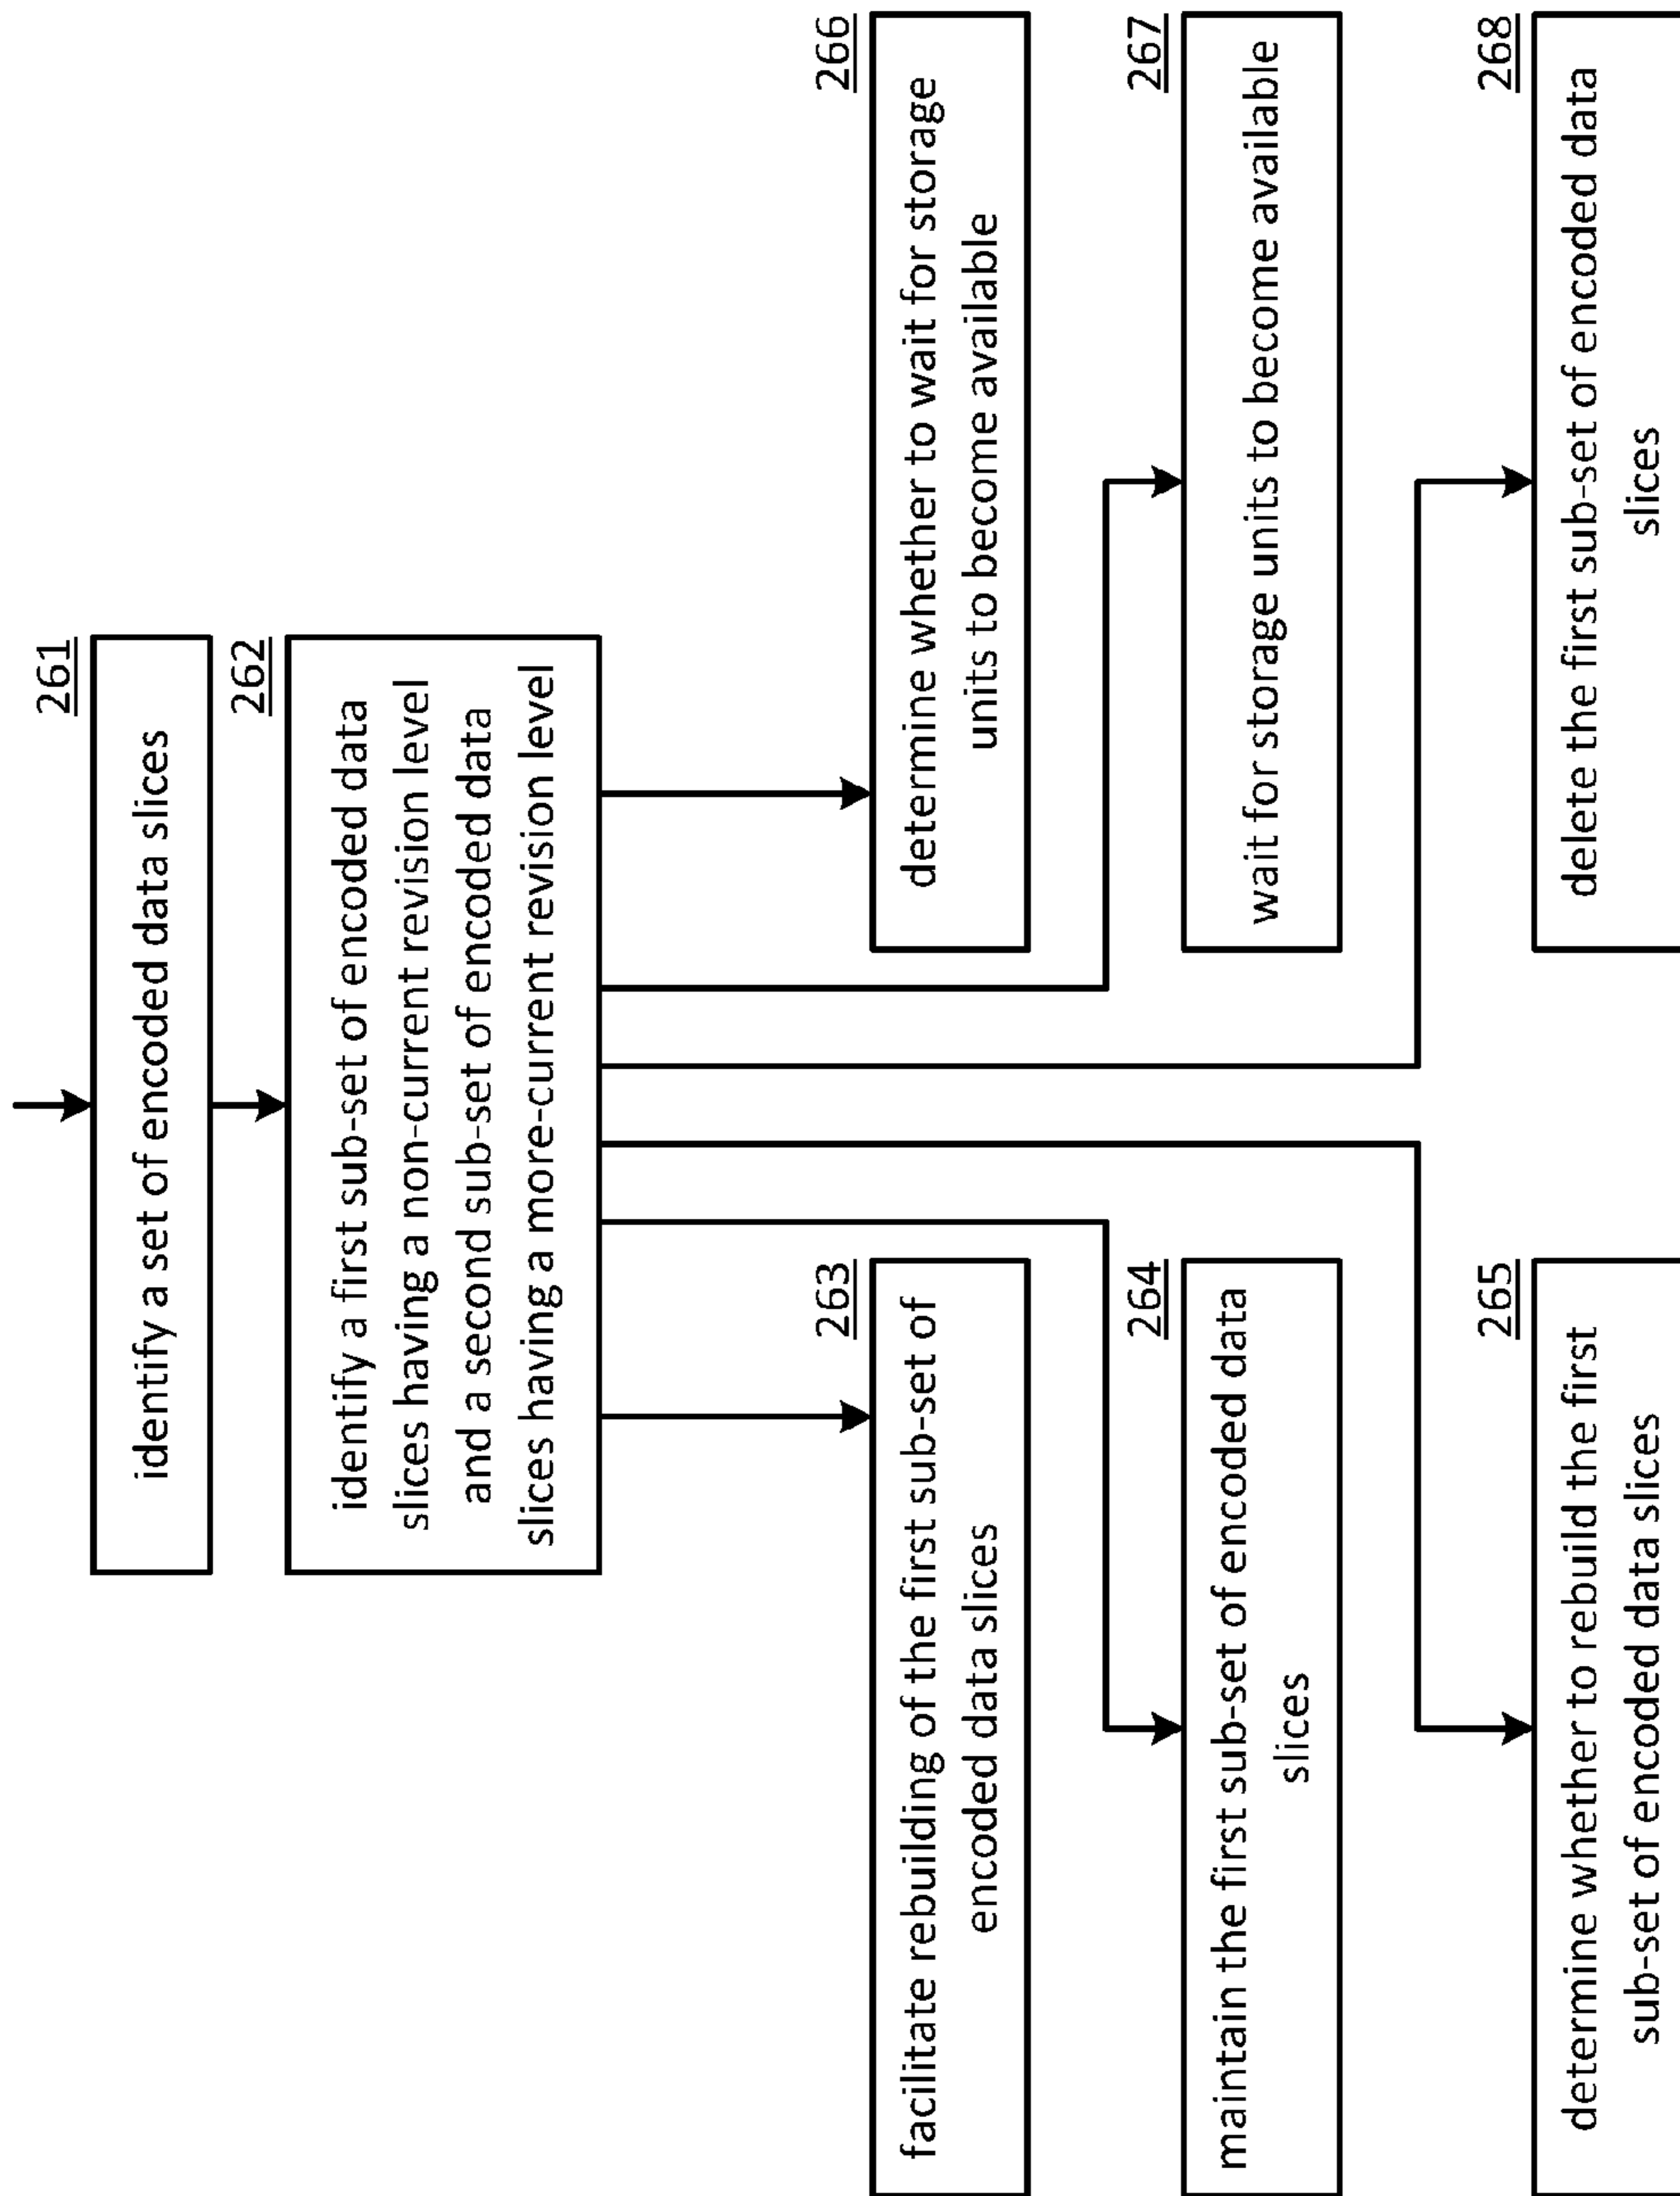 261
identify a set of encoded data slices
262
identify a first sub-set of encoded data
slices having a non-current revision level
and a second sub-set of encoded data
slices having a more-current revision level
263
facilitate rebuilding of the first sub-set of
encoded data slices
264
maintain the first sub-set of encoded data
slices
265
determine whether to rebuild the first
sub-set of encoded data slices
266
determine whether to wait for storage
units to become available
267
wait for storage units to become available
268
delete the first sub-set of encoded data
slices